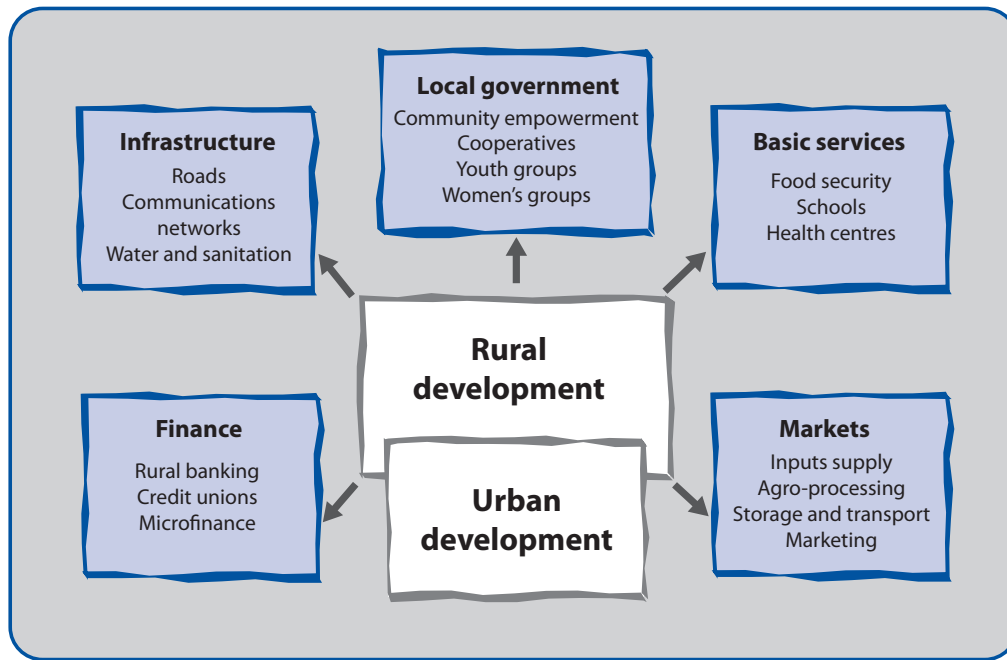 Local government
Community empowerment
Cooperatives
Youth groups
Women's groups
Infrastructure
Roads
Communications
networks
Water and sanitation
Basic services
Food security
Schools
Health centres
Rural
development
Urban
development
Finance
Rural banking
Credit unions
Microfinance
Markets
Inputs supply
Agro-processing
Storage and transport
Marketing